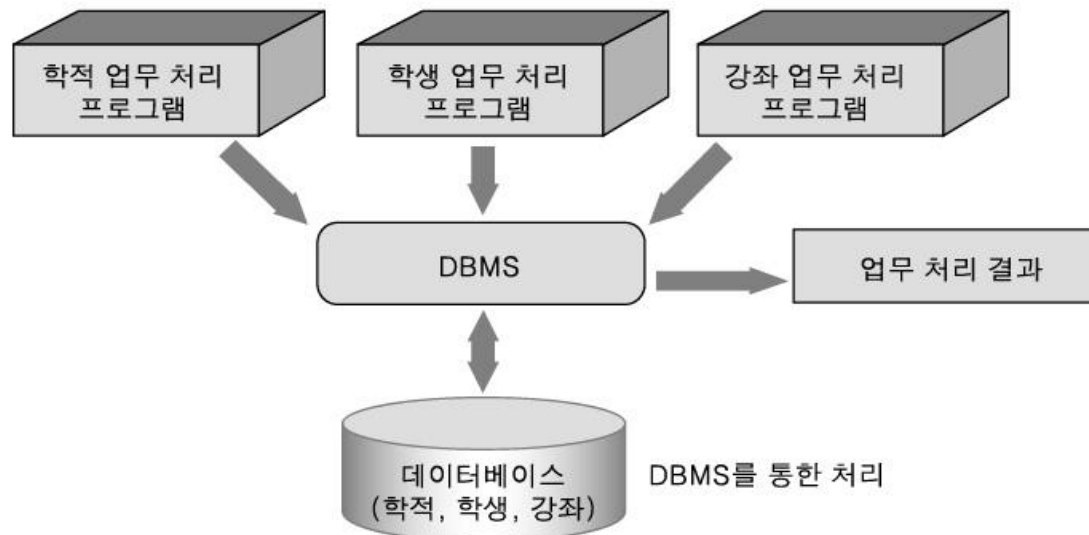 학적 업무 처리
프로그램
학생 업무 처리
프로그램
강좌 업무 처리
프로그램
DBMS
업무 처리 결과
데이터베이스
(학적, 학생, 강좌)
DBMS를 통한 처리